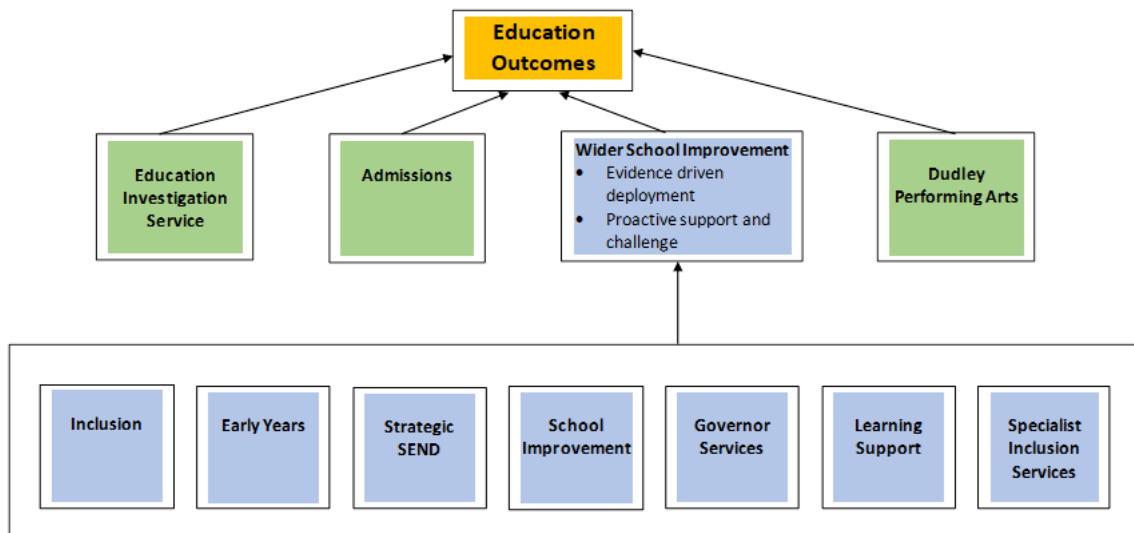 Education
Outcomes
Education
Investigation
Service
Admissions
Wider School Improvement
• Evidence driven
deployment
• Proactive support and
challenge
Dudley
Performing Arts
Inclusion
Early Years
Strategic
SEND
School
Improvement
Governor
Services
Learning
Support
Specialist
Inclusion
Services